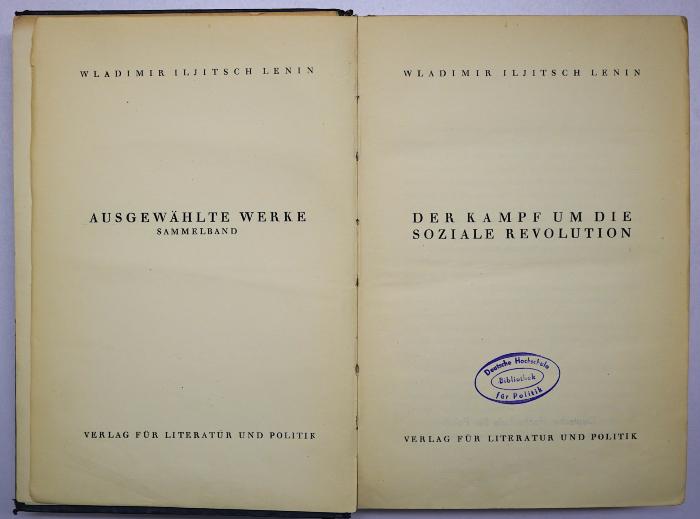 WLADIMIR ILJITSCH LENIN
AUSGEWÄHLTE WERKE
SAMMELBAND
VERLAG FÜR LITERATUR UND POLITIK
WLADIMIR ILJITSCH LENIN
DER KAMPF UM DIE
SOZIALE REVOLUTION
Deutsche Hochschule
Bibliothek
für Politik
VERLAG FÜR LITERATUR UND POLITIK